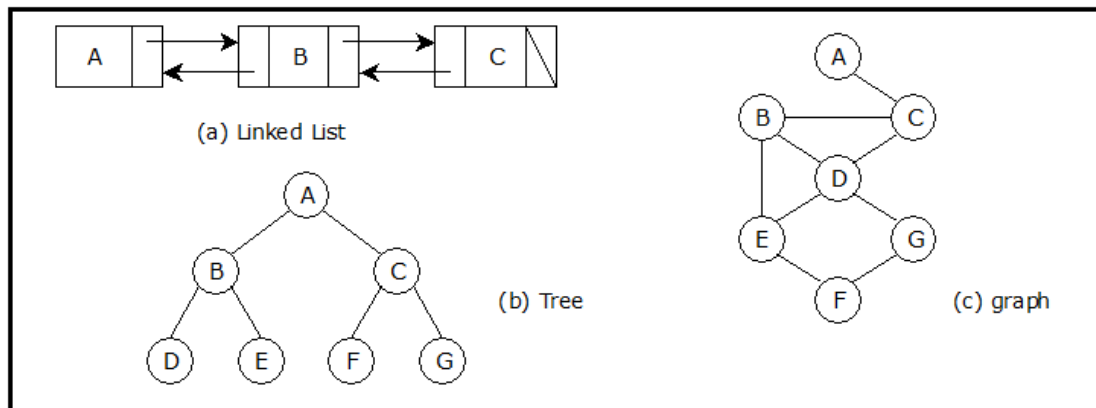 A B C
(a) Linked List
A
B C
D E F G
(b) Tree
A
B C
D
E G
F
(c) graph